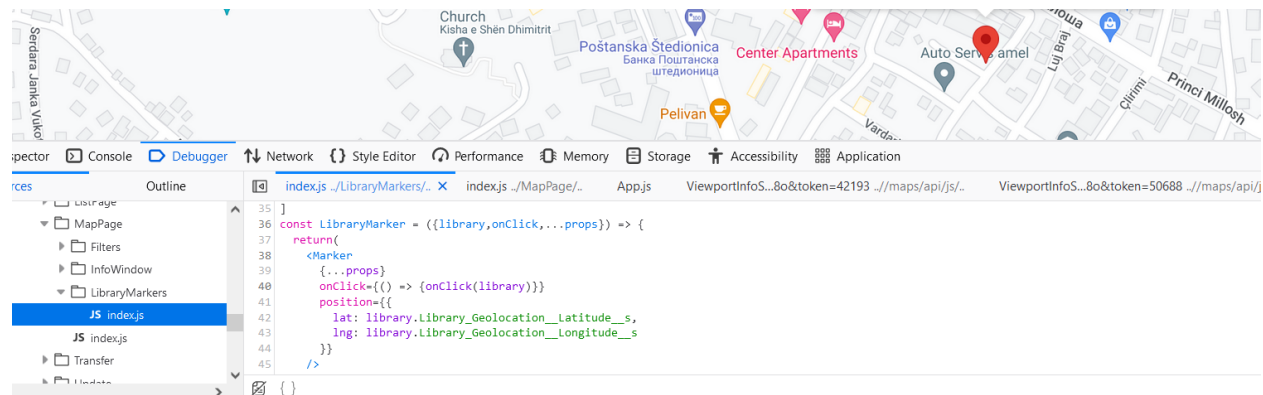 Church
Kisha e Shën Dhimitrit
Serdara Janka Vuko
Poštanska Štedionica
Банка Поштанска
штедионица
Center Apartments
Auto Ser
amel
Luj Braj
Çlirimi
Princi Millosh
Pelivan
Varda
spector Console Debugger Network {} Style Editor Performance Memory Storage Accessibility Application
rces Outline index.js ../LibraryMarkers/.. index.js ../MapPage/.. App.js ViewportInfoS...8o&token=42193 ..//maps/api/js/.. ViewportInfoS...8o&token=50688 ..//maps/api/j
ListPage
MapPage
Filters
InfoWindow
LibraryMarkers
JS index.js
JS index.js
Transfer
Update
35 ]
36 const LibraryMarker = ({library,onClick,...props}) => {
37 return(
38 <Marker
39 {...props}
40 onClick={() => {onClick(library)}}
41 position={{
42 lat: library.Library_Geolocation__Latitude__s,
43 lng: library.Library_Geolocation__Longitude__s
44 }}
45 />
{ }